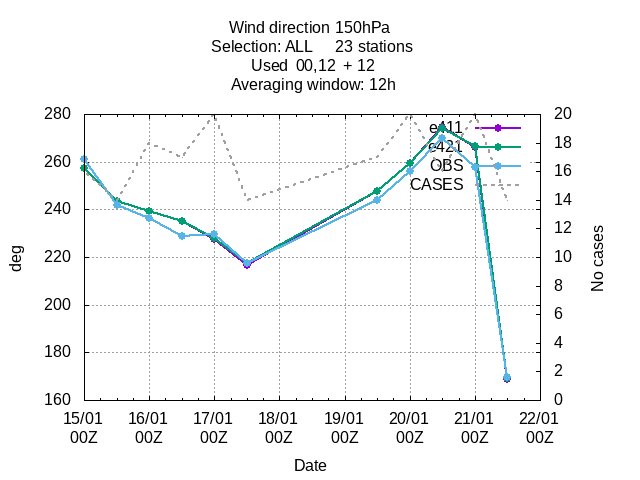 Wind direction 150hPa
Selection: ALL 23 stations
Used 00,12 + 12
Averaging window: 12h
280 20
e411
18
e421
260 OBS 16
CASES
14
240
12
deg
220 10
No cases
8
200
6
4
180
2
160 0
15/01 16/01 17/01 18/01 19/01 20/01 21/01 22/01
00Z 00Z 00Z 00Z 00Z 00Z 00Z 00Z
Date